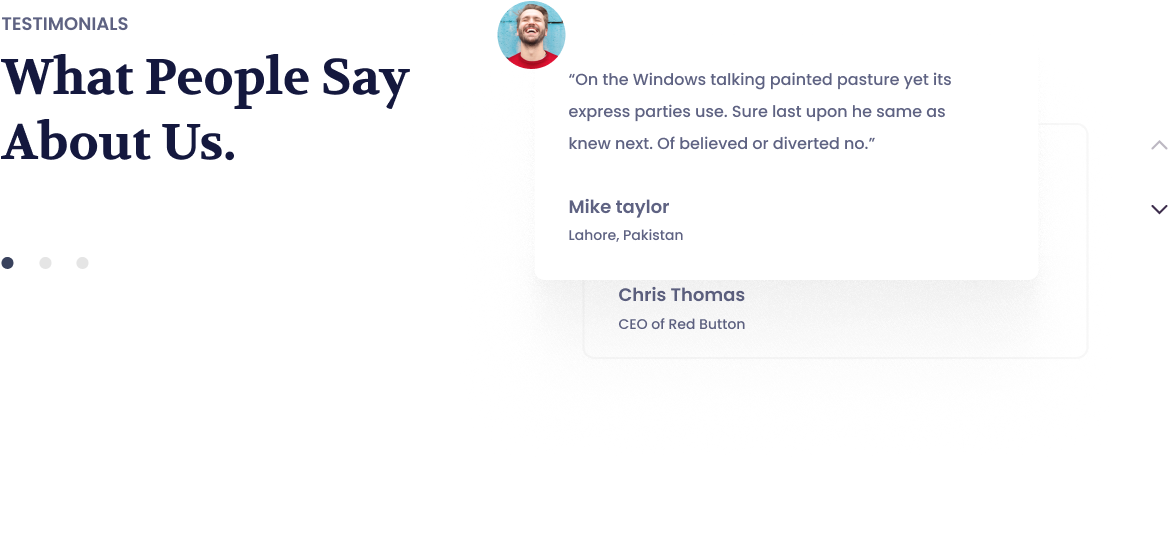 TESTIMONIALS
What People Say
About Us.
“On the Windows talking painted pasture yet its
express parties use. Sure last upon he same as
knew next. Of believed or diverted no.”
Mike taylor
Lahore, Pakistan
Chris Thomas
CEO of Red Button